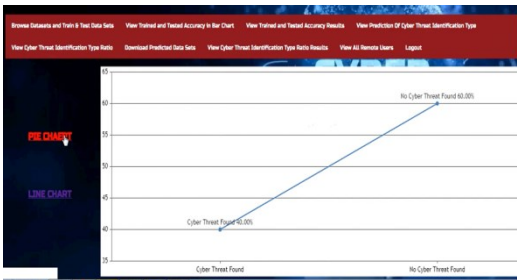 Browse Datasets and Train & Test Data Sets View Trained and Tested Accuracy in Bar Chart View Trained and Tested Accuracy Results View Prediction Of Cyber Threat Identification Type
View Cyber Threat Identification Type Ratio Download Predicted Data Sets View Cyber Threat Identification Type Ratio Results View All Remote Users Logout
65
No Cyber Threat Found 60.00%
60
PIE CHAERT
55
50
LINE CHART
45
Cyber Threat Found 40.00%
40
35
Cyber Threat Found No Cyber Threat Found